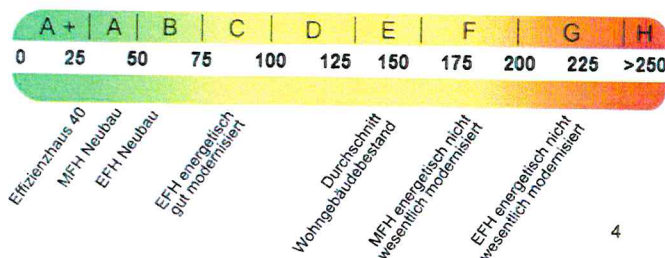 A+ | A | B | C | D | E | F | G | H
0 25 50 75 100 125 150 175 200 225 >250
Effizienzhaus 40
MFH Neubau
EFH Neubau
EFH energetisch
gut modernisiert
Durchschnitt
Wohngebäudebestand
MFH energetisch nicht
wesentlich modernisiert
EFH energetisch nicht
wesentlich modernisiert
4